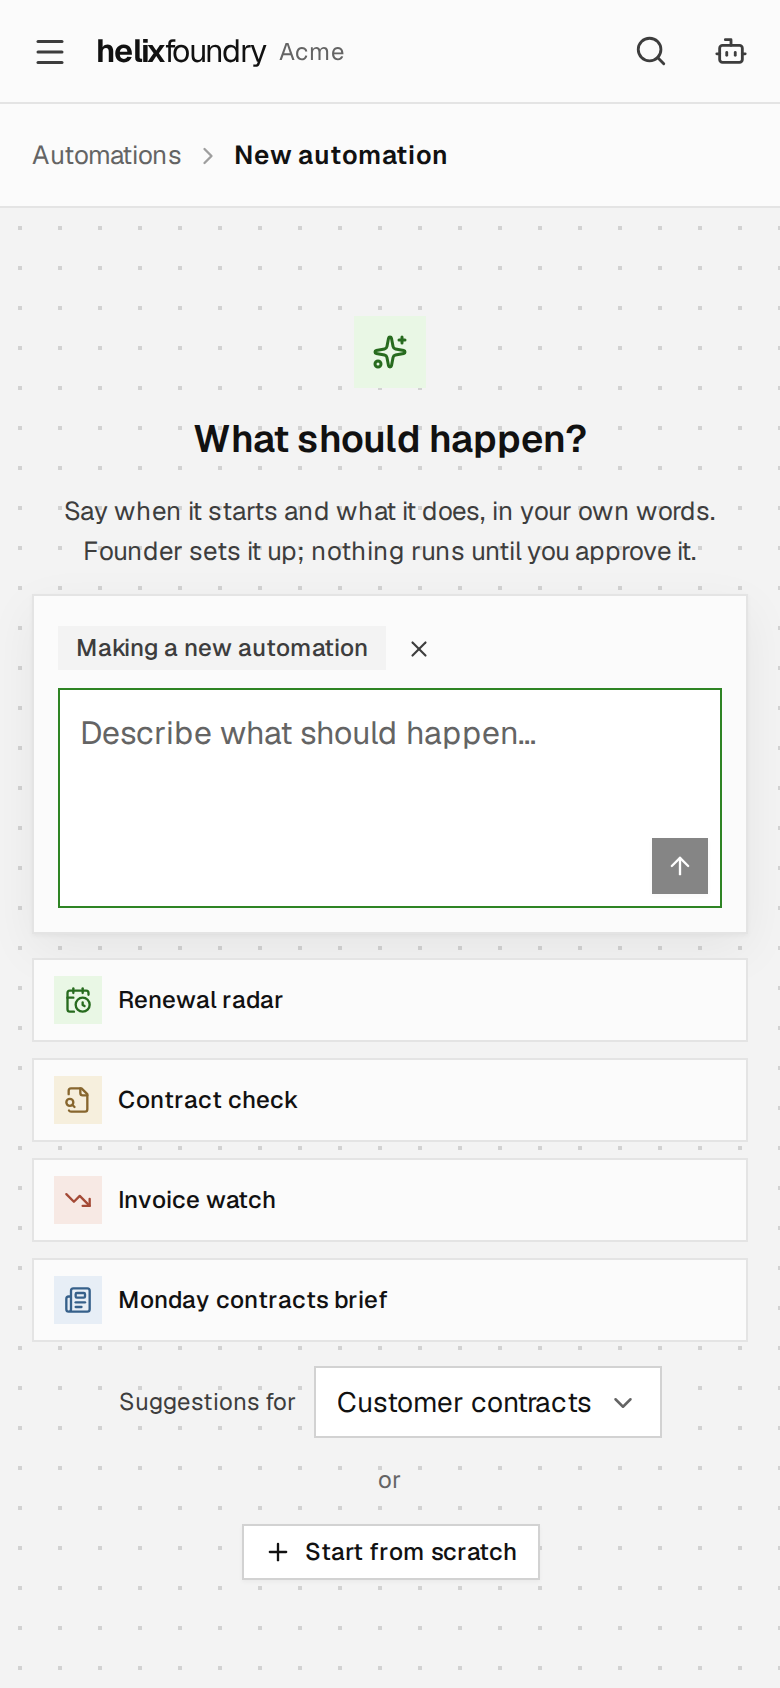 helixfoundry Acme
Automations > New automation
What should happen?
Say when it starts and what it does, in your own words.
Founder sets it up; nothing runs until you approve it.
Making a new automation
Describe what should happen...
Renewal radar
Contract check
Invoice watch
Monday contracts brief
Suggestions for Customer contracts
or
Start from scratch